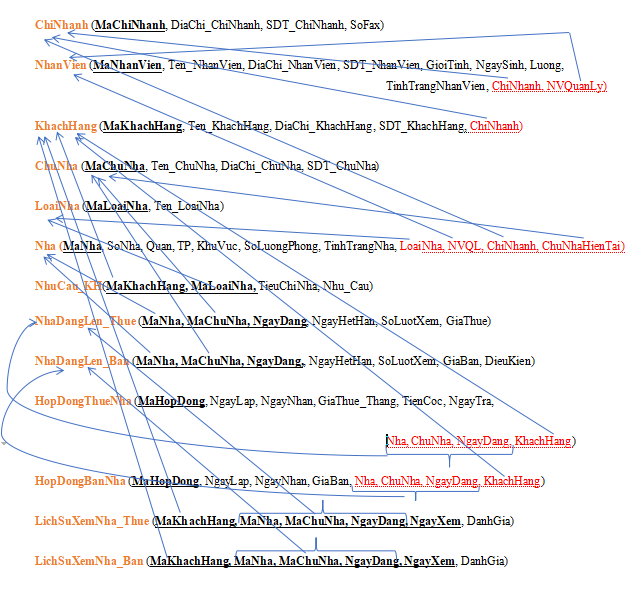 ChiNhanh (MaChiNhanh, DiaChi_ChiNhanh, SDT_ChiNhanh, SoFax)
NhanVien (MaNhanVien, Ten_NhanVien, DiaChi_NhanVien, SDT_NhanVien, GioiTinh, NgaySinh, Luong,
TinhTrangNhanVien, ChiNhanh, NVQuanLy)
KhachHang (MaKhachHang, Ten_KhachHang, DiaChi_KhachHang, SDT_KhachHang, ChiNhanh)
ChuNha (MaChuNha, Ten_ChuNha, DiaChi_ChuNha, SDT_ChuNha)
LoaiNha (MaLoaiNha, Ten_LoaiNha)
Nha (MaNha, SoNha, Quan, TP, KhuVuc, SoLuongPhong, TinhTrangNha, LoaiNha, NVQL, ChiNhanh, ChuNhaHienTai)
NhuCau_KH(MaKhachHang, MaLoaiNha, TieuChiNha, Nhu_Cau)
NhaDangLen_Thue (MaNha, MaChuNha, NgayDang, NgayHetHan, SoLuotXem, GiaThue)
NhaDangLen_Ban (MaNha, MaChuNha, NgayDang,, NgayHetHan, SoLuotXem, GiaBan, DieuKien)
HopDongThueNha (MaHopDong, NgayLap, NgayNhan, GiaThue_Thang, TienCoc, NgayTra,
Nha, ChuNha, NgayDang, KhachHang)
HopDongBanNha (MaHopDong, NgayLap, NgayNhan, GiaBan, Nha, ChuNha, NgayDang, KhachHang)
LichSuXemNha_Thue (MaKhachHang, MaNha, MaChuNha, NgayDang, NgayXem, DanhGia)
LichSuXemNha_Ban (MaKhachHang, MaNha, MaChuNha, NgayDang, NgayXem, DanhGia)